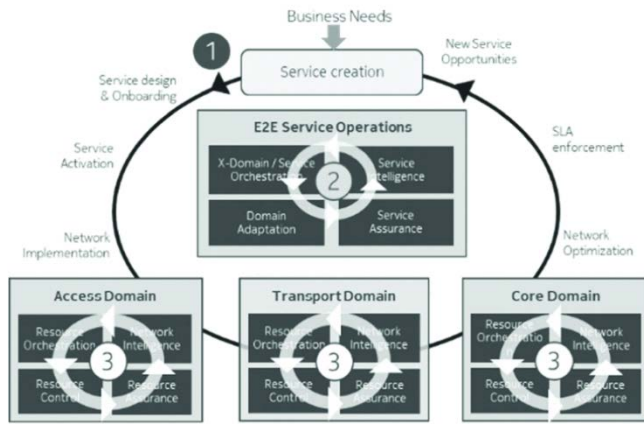 Business Needs
1
Service creation
New Service
Opportunities
Service design
& Onboarding
Service
Activation
SLA
enforcement
Network
Implementation
Network
Optimization
E2E Service Operations
X-Domain / Service
Orchestration
Service
Intelligence
2
Domain
Adaptation
Service
Assurance
Access Domain
Resource
Orchestration
Network
Intelligence
3
Resource
Control
Resource
Assurance
Transport Domain
Resource
Orchestration
Network
Intelligence
3
Resource
Control
Resource
Assurance
Core Domain
Resource
Orchestratio
Network
Intelligence
3
Resource
Control
Resource
Assurance